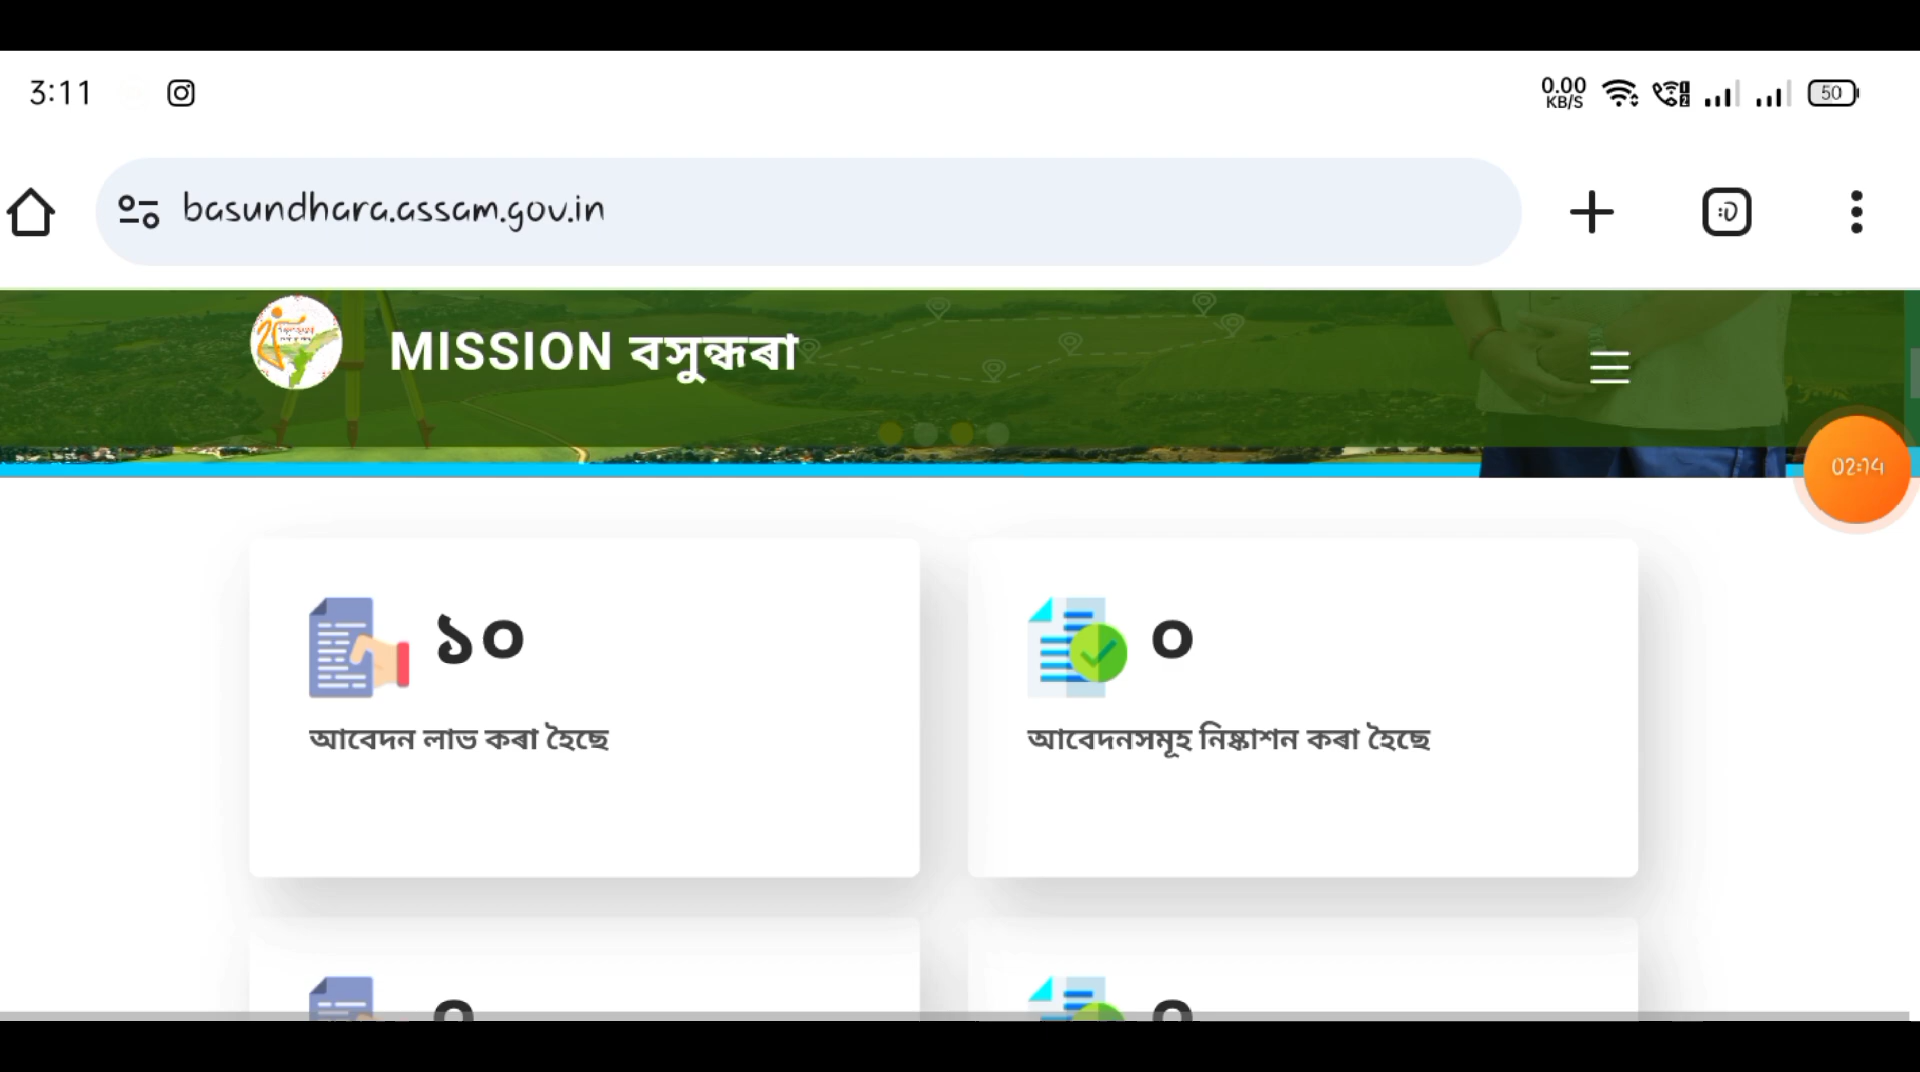 3:11
0.00
KB/S
50
basundhara.assam.gov.in
:D
MISSION বসুন্ধৰা
02:14
১০
০
আবেদন লাভ কৰা হৈছে
আবেদনসমূহ নিষ্কাশন কৰা হৈছে